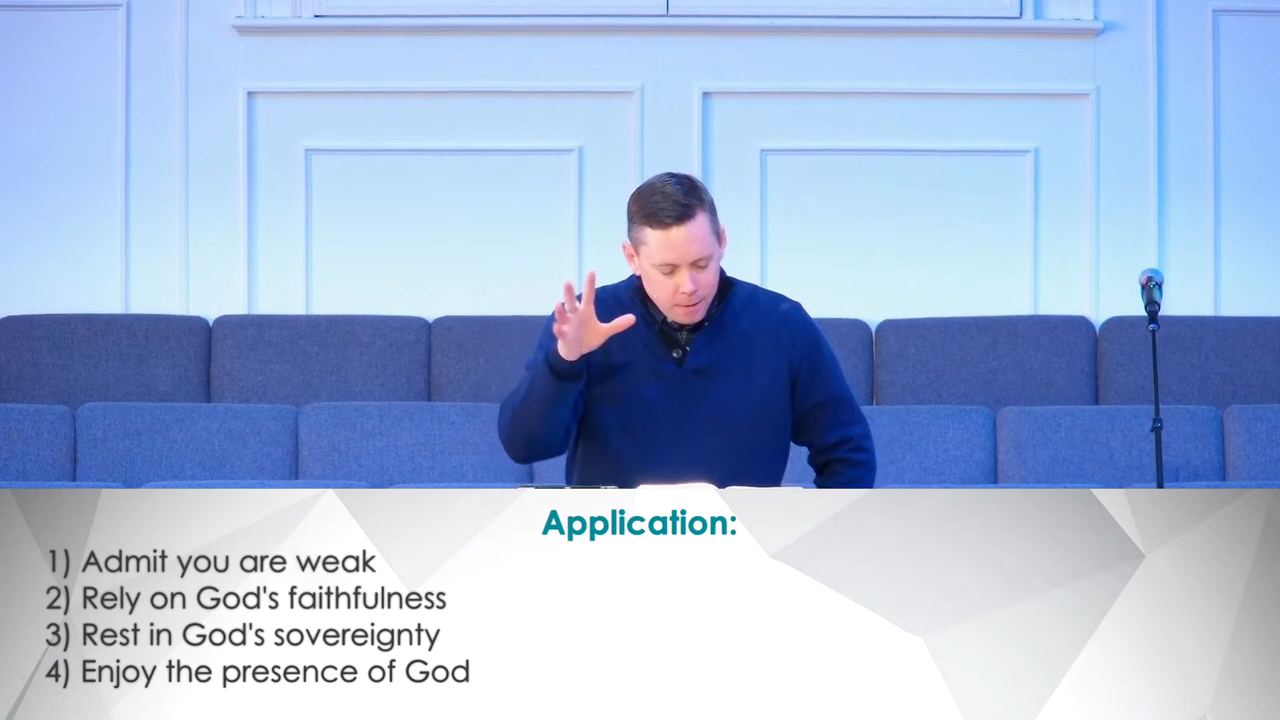 Application:
1) Admit you are weak
2) Rely on God's faithfulness
3) Rest in God's sovereignty
4) Enjoy the presence of God